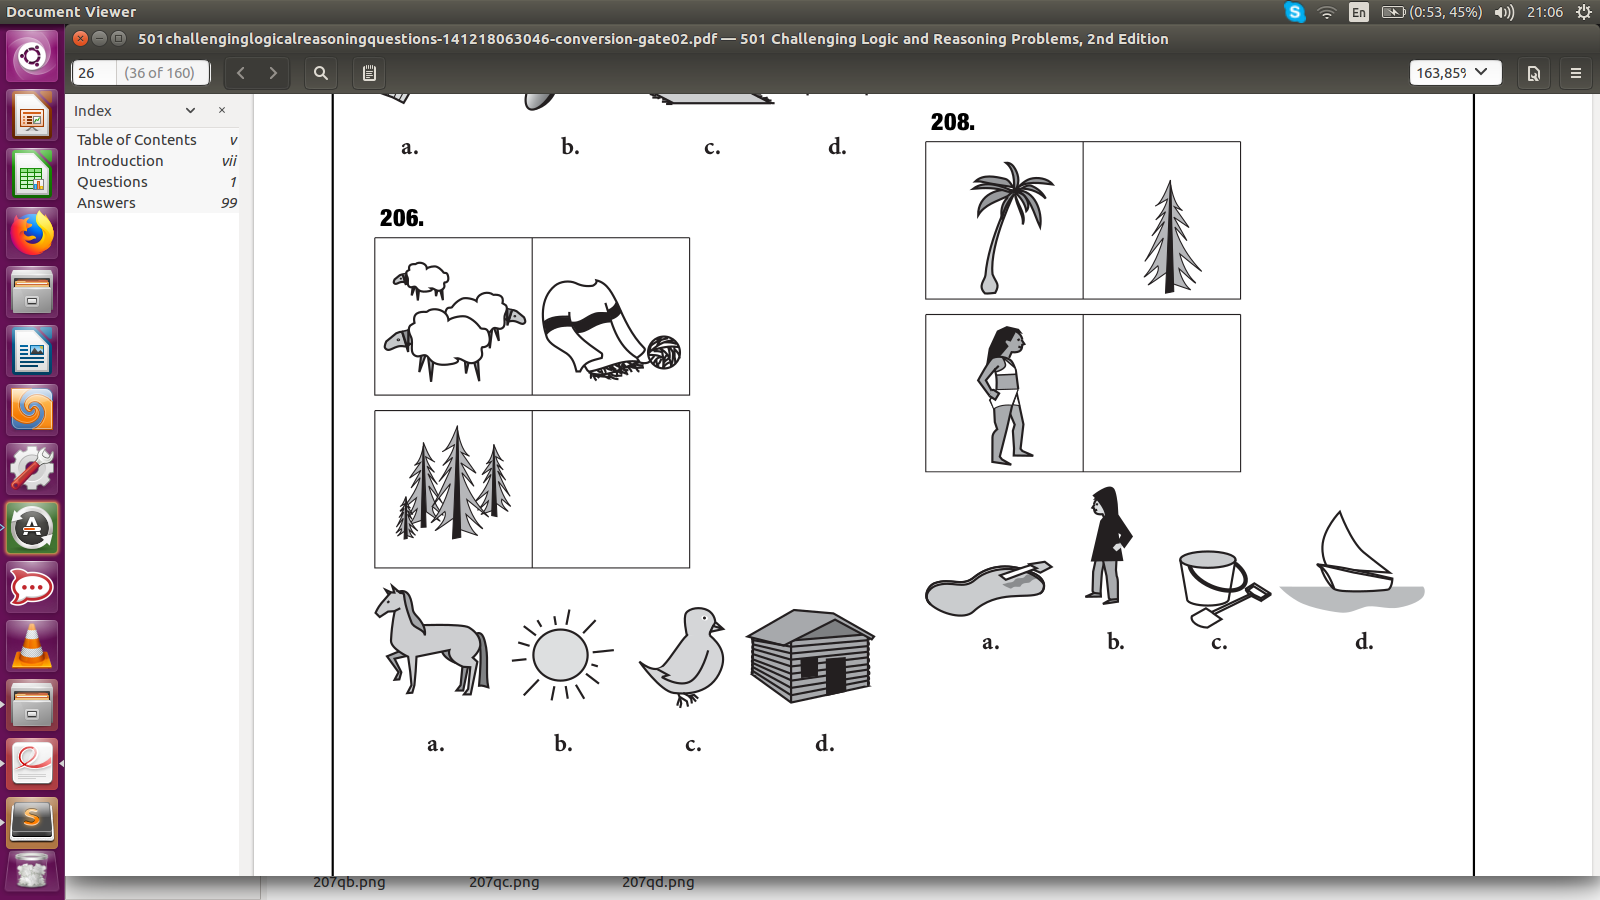 Document Viewer
En
(0:53, 45%)
21:06
501challenginglogicalreasoningquestions-141218063046-conversion-gate02.pdf — 501 Challenging Logic and Reasoning Problems, 2nd Edition
26
(36 of 160)
163,85%
Index
Table of Contents v
Introduction vii
Questions 1
Answers 99
a. b. c. d.
206.
a. b. c. d.
208.
a. b. c. d.
207qb.png 207qc.png 207qd.png